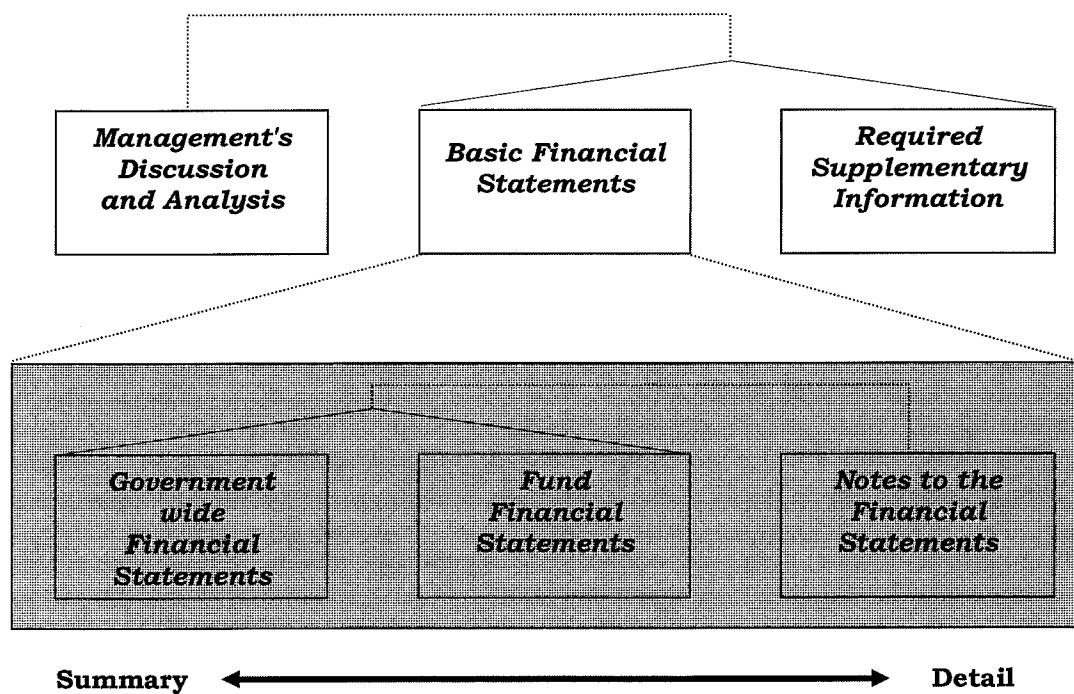 Management's
Discussion
and Analysis
Basic Financial
Statements
Required
Supplementary
Information
Government
wide
Financial
Statements
Fund
Financial
Statements
Notes to the
Financial
Statements
Summary
Detail